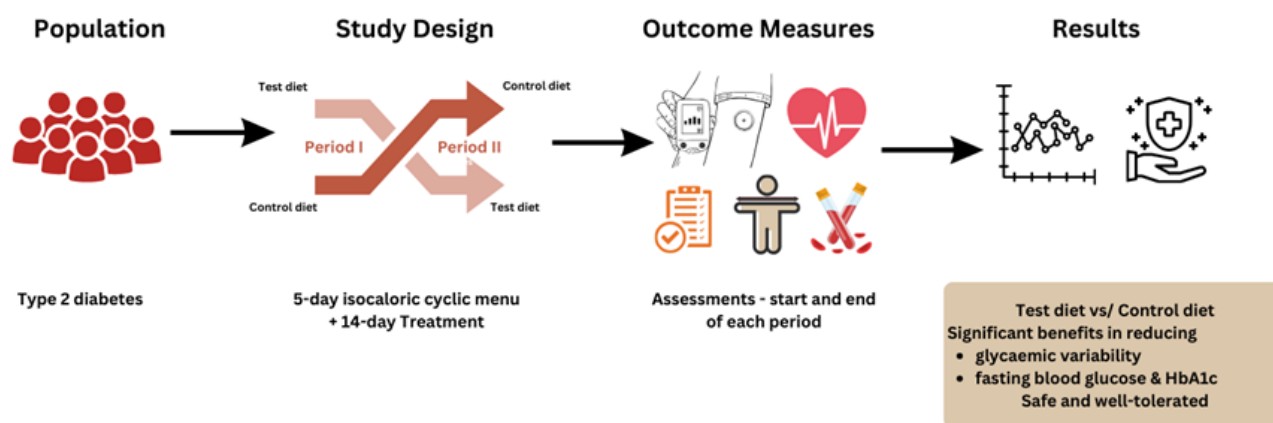 Population
Study Design
Outcome Measures
Results
Test diet
Control diet
Period I
Period II
Control diet
Test diet
Type 2 diabetes
5-day isocaloric cyclic menu
+ 14-day Treatment
Assessments - start and end
of each period
Test diet vs/ Control diet
Significant benefits in reducing
• glycaemic variability
• fasting blood glucose & HbA1c
Safe and well-tolerated